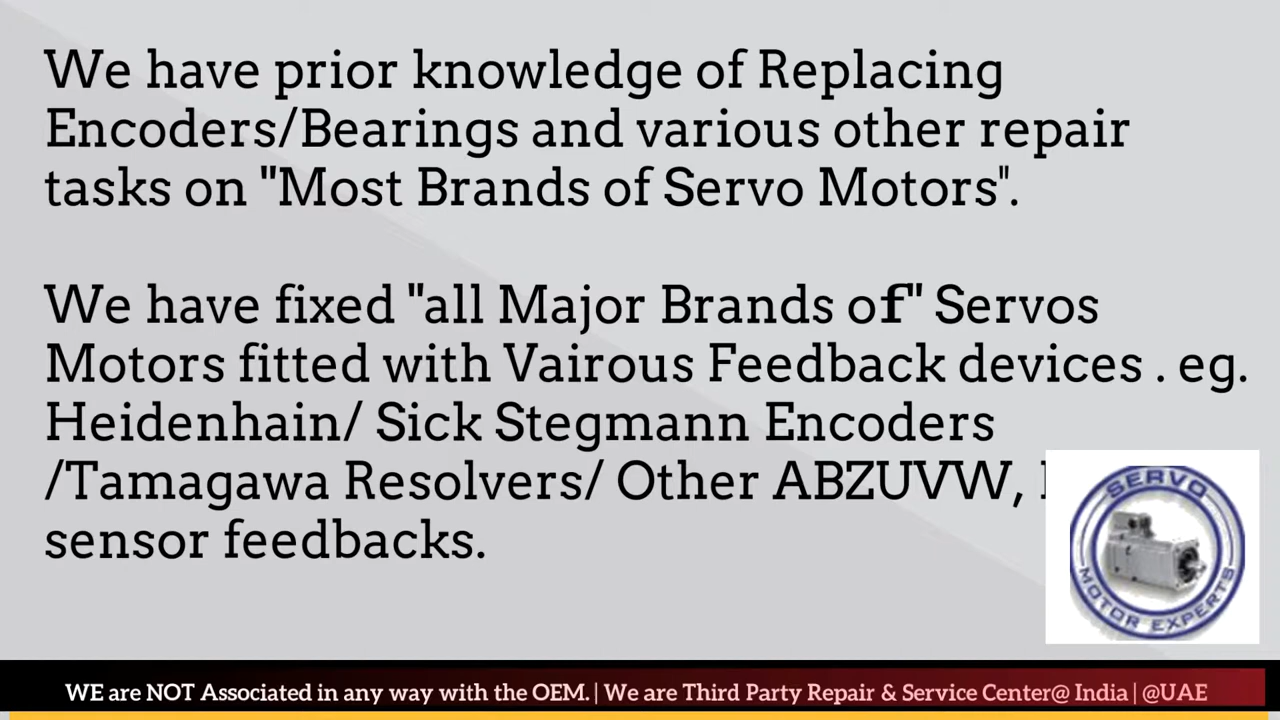 We have prior knowledge of Replacing
Encoders/Bearings and various other repair
tasks on "Most Brands of Servo Motors".
We have fixed "all Major Brands of" Servos
Motors fitted with Vairous Feedback devices . eg.
Heidenhain/ Sick Stegmann Encoders
/Tamagawa Resolvers/ Other ABZUVW,
sensor feedbacks.
SERVO
MOTOR EXPERTS
WE are NOT Associated in any way with the OEM. | We are Third Party Repair & Service Center@ India | @UAE